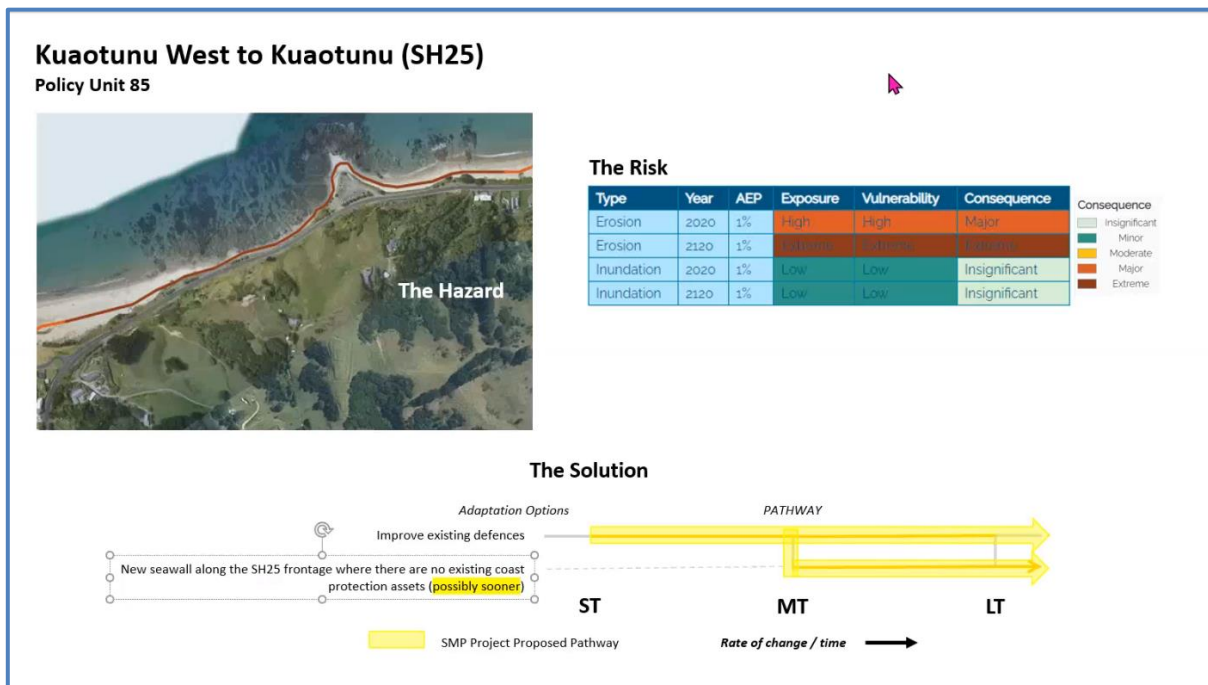 Kuaotunu West to Kuaotunu (SH25)
Policy Unit 85
The Hazard
The Risk
Type Year AEP Exposure Vulnerability Consequence
Erosion 2020 1% High High Major
Erosion 2120 1% Extreme Extreme Extreme
Inundation 2020 1% Low Low Insignificant
Inundation 2120 1% Low Low Insignificant
Consequence
Insignificant
Minor
Moderate
Major
Extreme
The Solution
Adaptation Options PATHWAY
Improve existing defences
New seawall along the SH25 frontage where there are no existing coast
protection assets (possibly sooner)
ST MT LT
SMP Project Proposed Pathway Rate of change / time